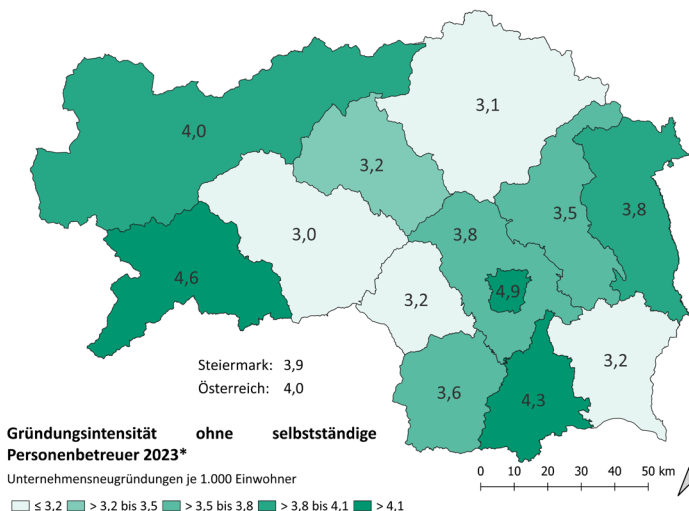 3,1
4,0
3,2
3,5
3,8
3,0
3,8
4,6
3,2
4,9
3,2
3,6
4,3
Steiermark: 3,9
Österreich: 4,0
Gründungsintensität ohne selbstständige
Personenbetreuer 2023*
Unternehmensneugründungen je 1.000 Einwohner
≤ 3,2 > 3,2 bis 3,5 > 3,5 bis 3,8 > 3,8 bis 4,1 > 4,1
0 10 20 30 40 50 km